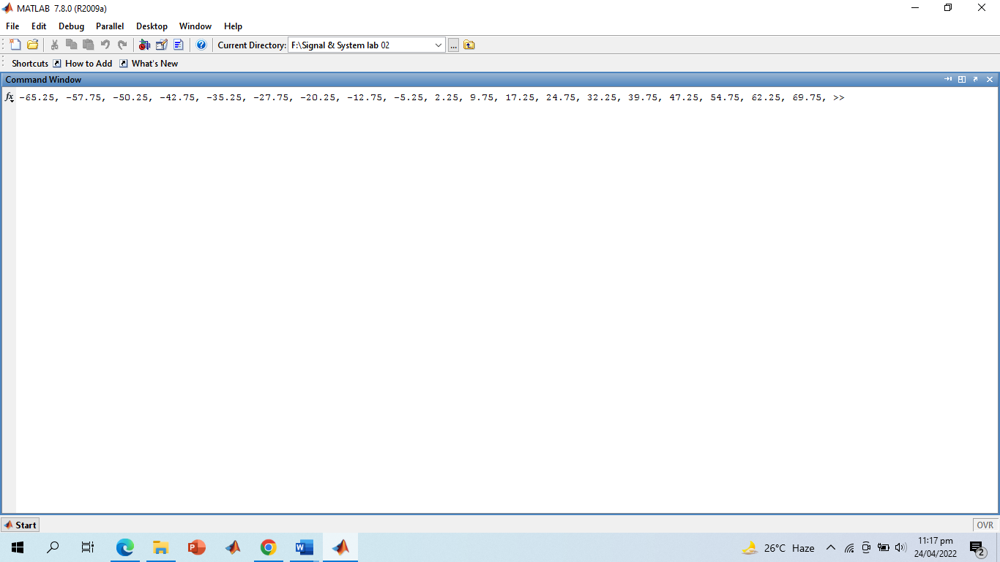 MATLAB 7.8.0 (R2009a)
File Edit Debug Parallel Desktop Window Help
Current Directory: F:\Signal & System lab 02 ...
Shortcuts How to Add What's New
Command Window
fx -65.25, -57.75, -50.25, -42.75, -35.25, -27.75, -20.25, -12.75, -5.25, 2.25, 9.75, 17.25, 24.75, 32.25, 39.75, 47.25, 54.75, 62.25, 69.75, >>
Start OVR
26°C Haze 11:17 pm
24/04/2022 2